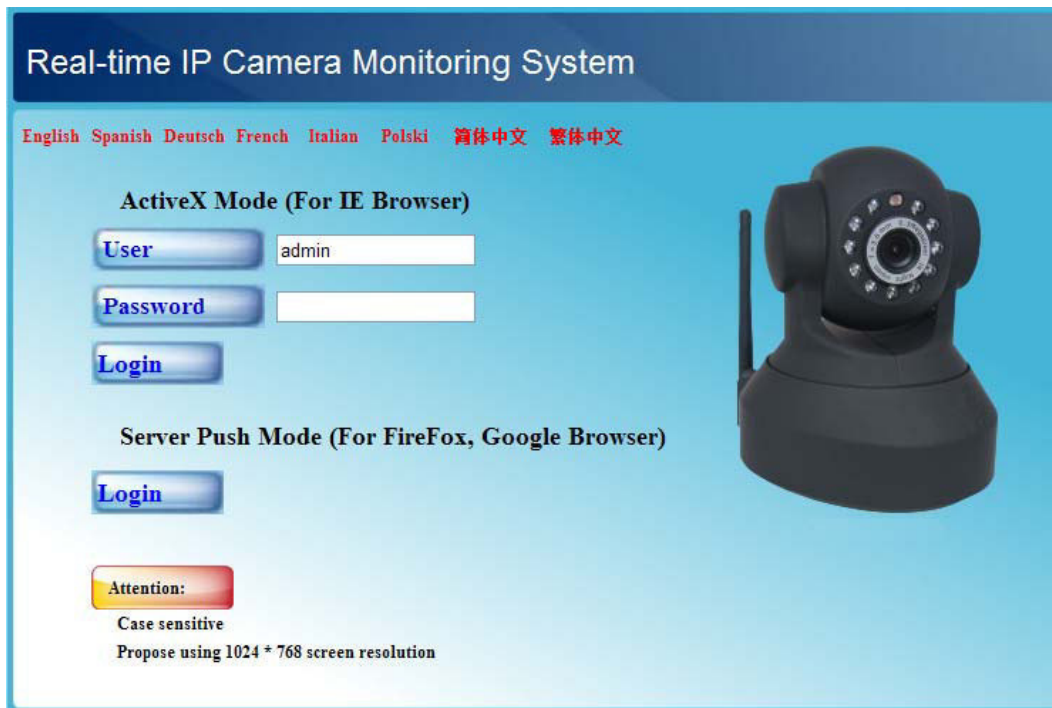 Real-time IP Camera Monitoring System
English Spanish Deutsch French Italian Polski 简体中文 繁体中文
ActiveX Mode (For IE Browser)
User admin
Password
Login
Server Push Mode (For FireFox, Google Browser)
Login
Attention:
Case sensitive
Propose using 1024 * 768 screen resolution